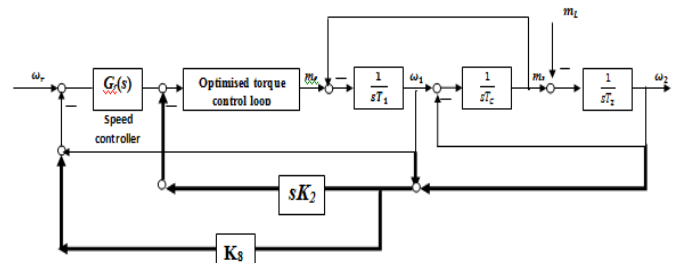 m_L
ω_r G_r(s) Optimised torque m_e 1 ω_1 1 m_s 1 ω_2
control loop sT_1 sT_c sT_2
Speed
controller
sK_2
K_8